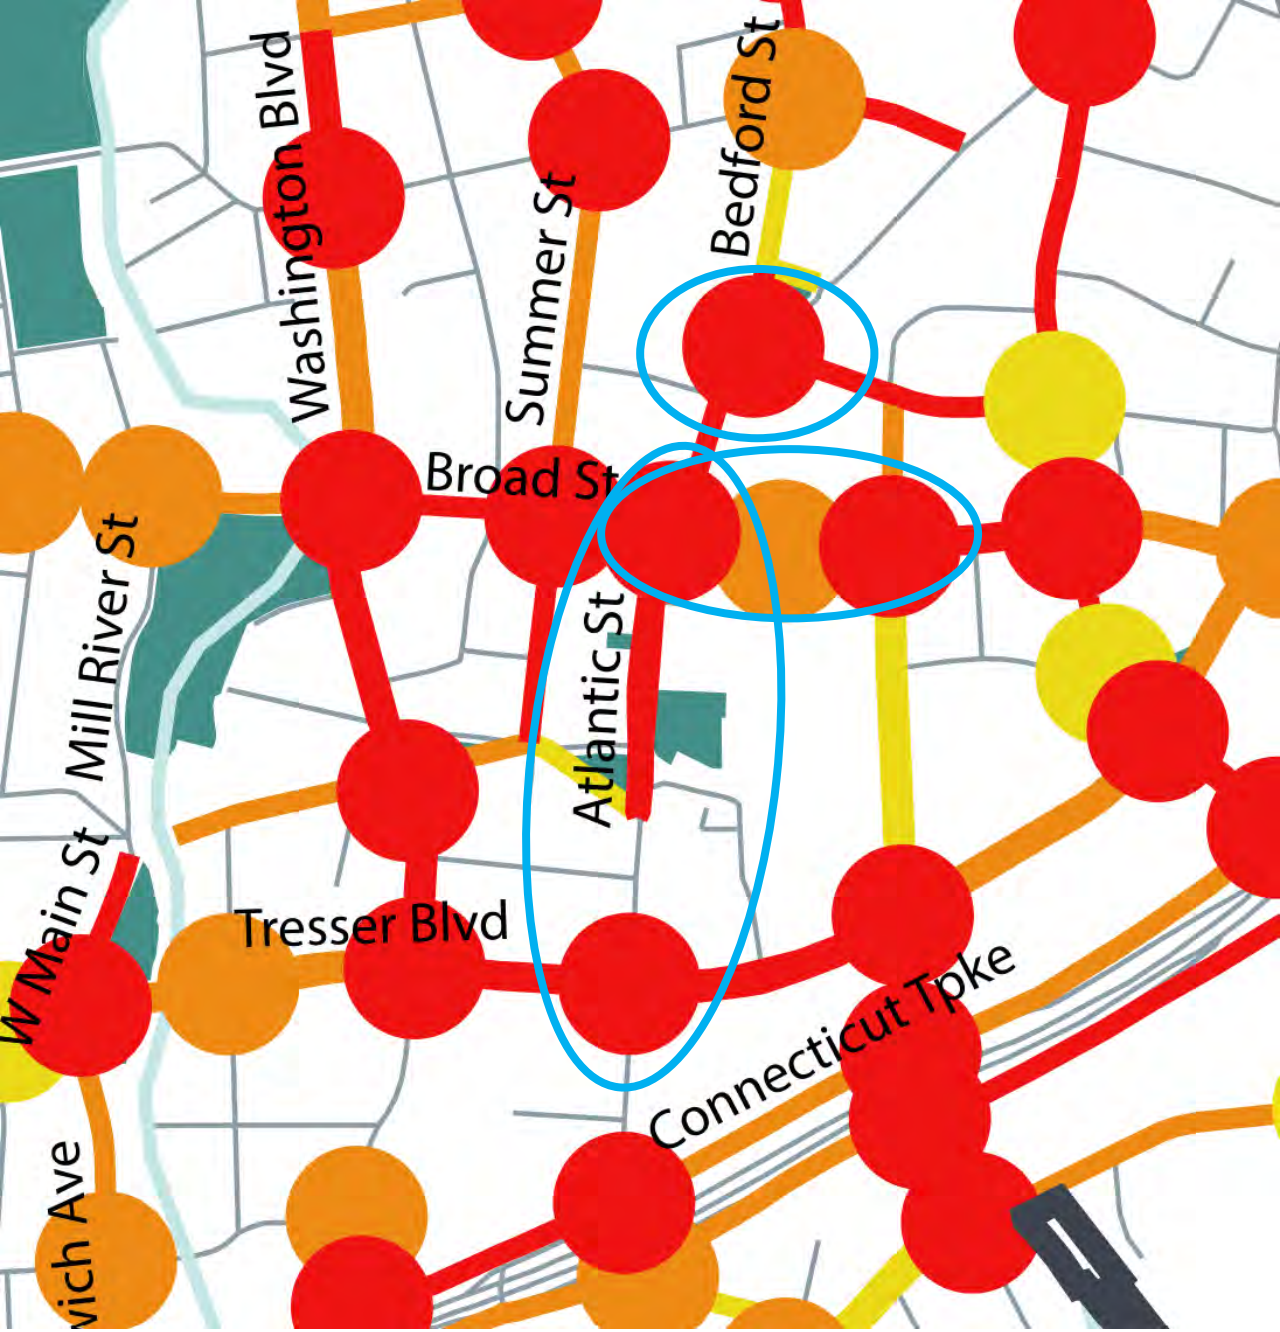 Washington Blvd
Bedford St
Summer St
Broad St
Mill River St
Atlantic St
W Main St
Tresser Blvd
Connecticut Tpke
wich Ave